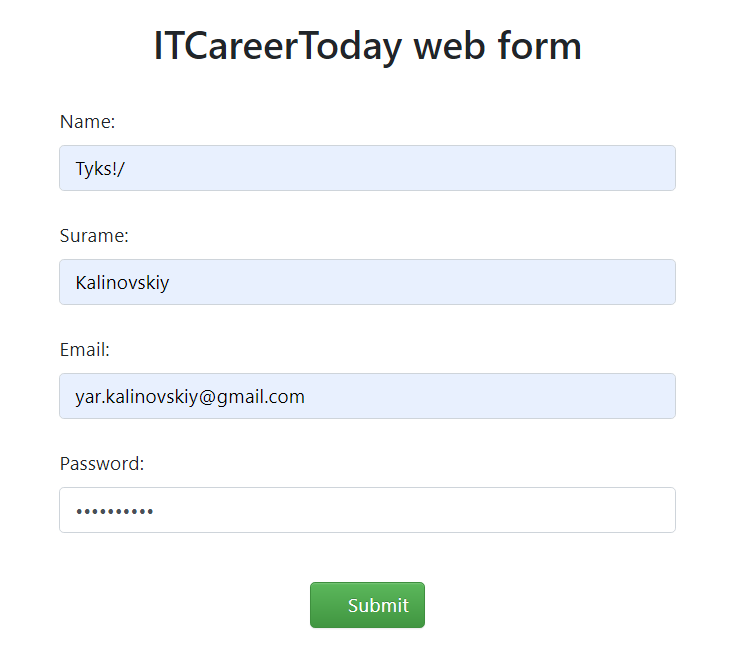 ITCareerToday web form
Name:
Tyks!/
Surame:
Kalinovskiy
Email:
yar.kalinovskiy@gmail.com
Password:
••••••••••
Submit